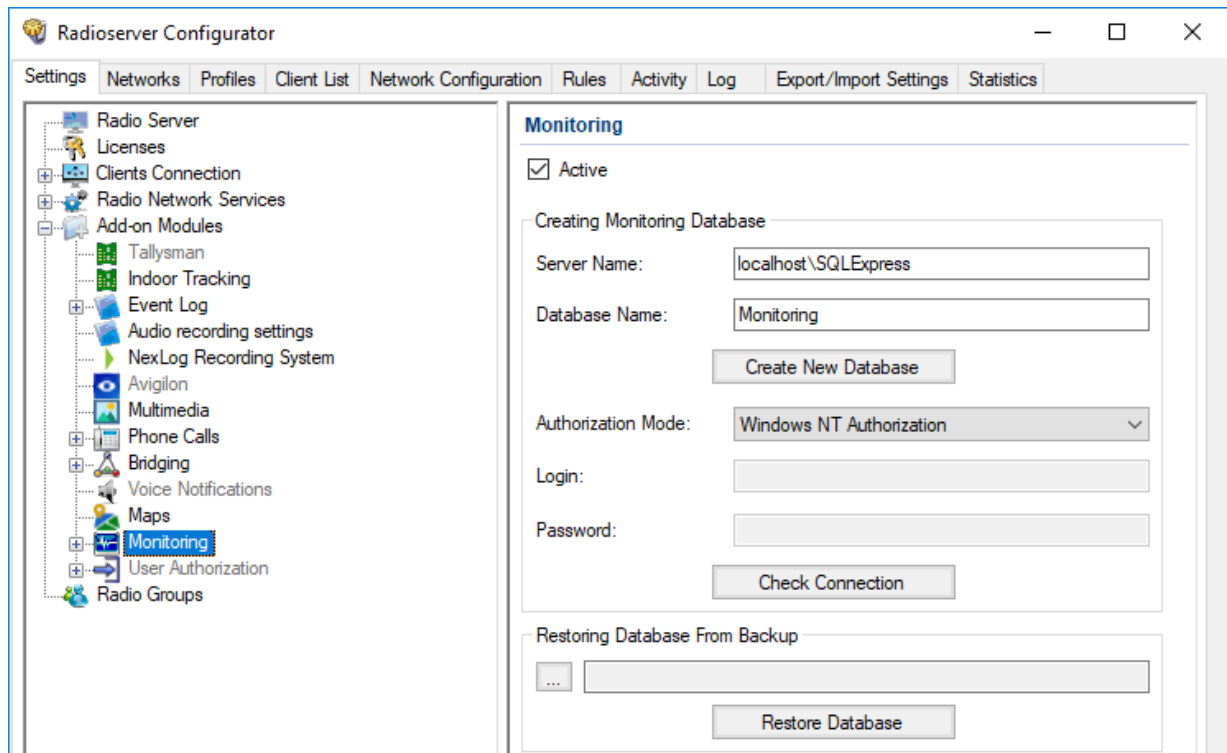 Radioserver Configurator
Settings Networks Profiles Client List Network Configuration Rules Activity Log Export/Import Settings Statistics
Radio Server
Licenses
Clients Connection
Radio Network Services
Add-on Modules
Tallysman
Indoor Tracking
Event Log
Audio recording settings
NexLog Recording System
Avigilon
Multimedia
Phone Calls
Bridging
Voice Notifications
Maps
Monitoring
User Authorization
Radio Groups
Monitoring
Active
Creating Monitoring Database
Server Name: localhost\SQLExpress
Database Name: Monitoring
Create New Database
Authorization Mode: Windows NT Authorization
Login:
Password:
Check Connection
Restoring Database From Backup
...
Restore Database